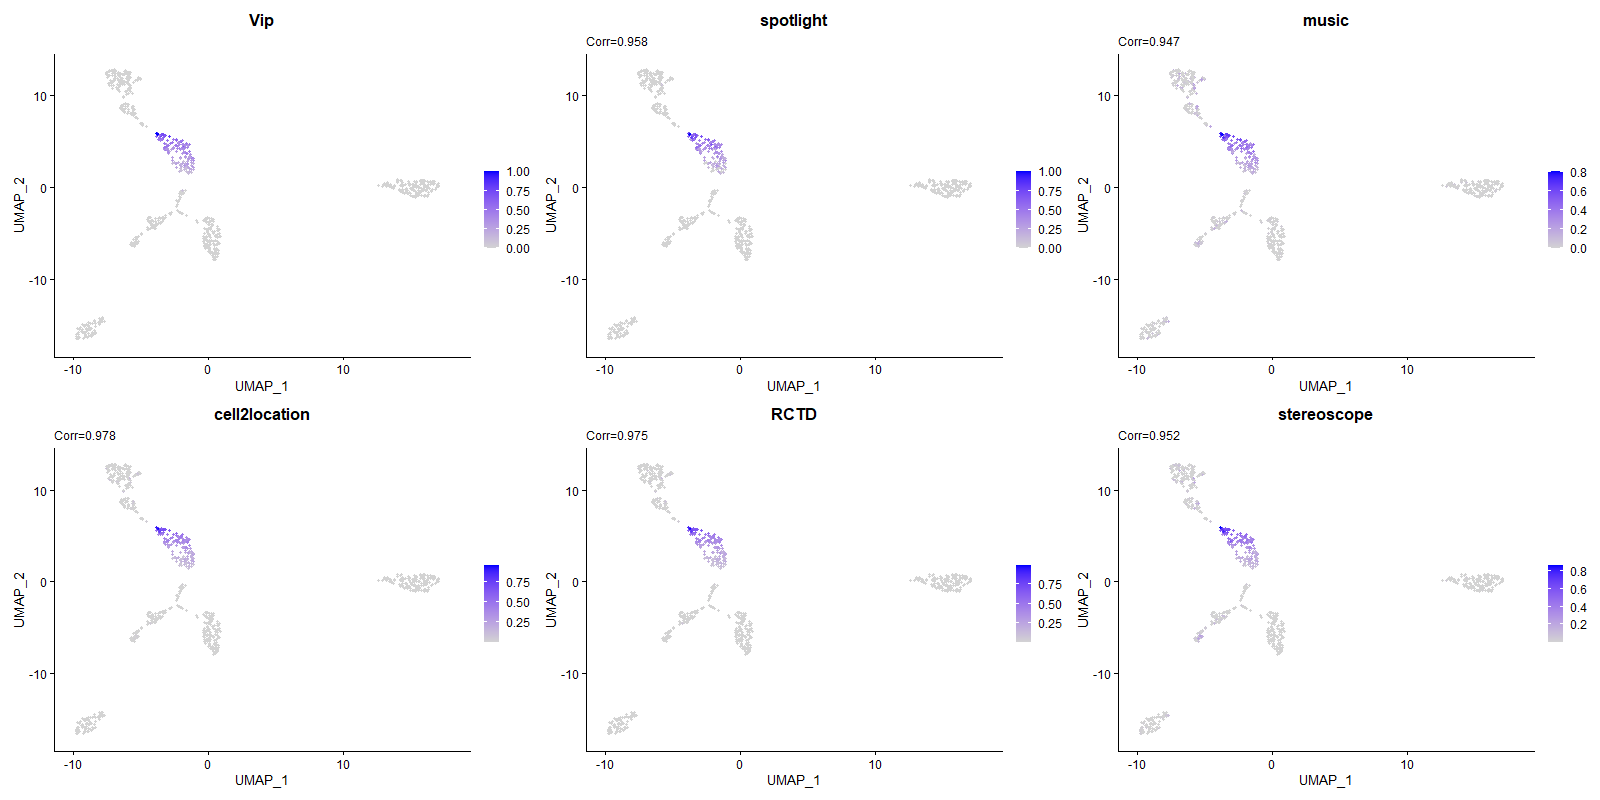 Vip
10
0
-10
-10
0
10
UMAP_1
UMAP_2
1.00
0.75
0.50
0.25
0.00
spotlight
Corr=0.958
10
0
-10
-10
0
10
UMAP_1
UMAP_2
1.00
0.75
0.50
0.25
0.00
music
Corr=0.947
10
0
-10
-10
0
10
UMAP_1
UMAP_2
0.8
0.6
0.4
0.2
0.0
cell2location
Corr=0.978
10
0
-10
-10
0
10
UMAP_1
UMAP_2
0.75
0.50
0.25
RCTD
Corr=0.975
10
0
-10
-10
0
10
UMAP_1
UMAP_2
0.75
0.50
0.25
stereoscope
Corr=0.952
10
0
-10
-10
0
10
UMAP_1
UMAP_2
0.8
0.6
0.4
0.2